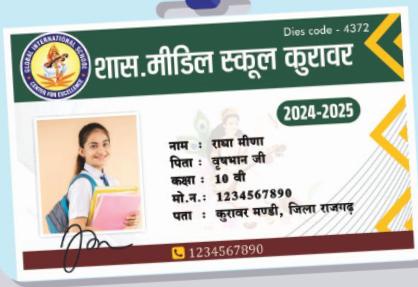 Dies code - 4372
GLOBAL INTERNATIONAL SCHOOL
CENTER FOR EXCELLENCE
शास.मीडिल स्कूल कुरावर
2024-2025
नाम : राधा मीणा
पिता : वृषभान जी
कक्षा : 10 वी
मो.न.: 1234567890
पता : कुरावर मण्डी, जिला राजगढ़
1234567890